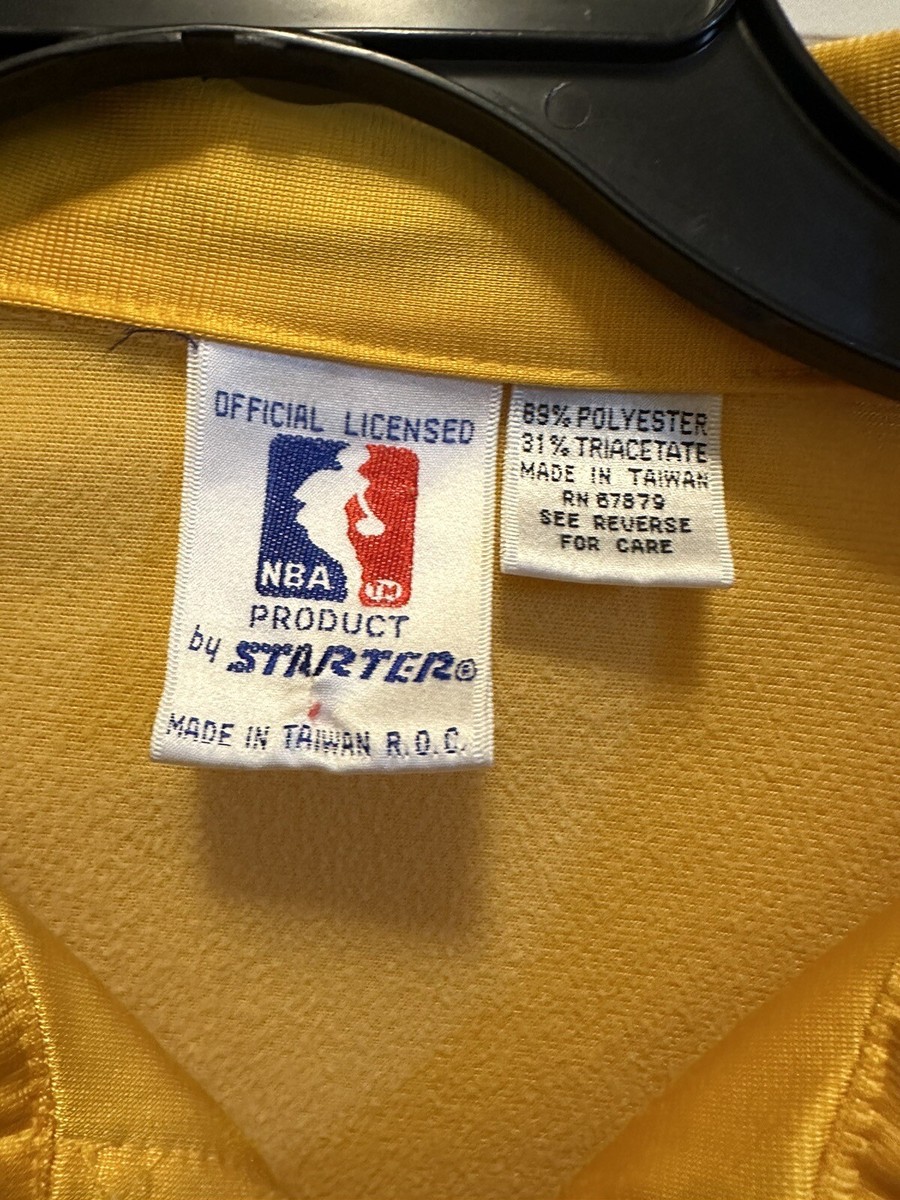 OFFICIAL LICENSED
NBA
PRODUCT
by STARTER®
MADE IN TAIWAN R.O.C.
69% POLYESTER
31% TRIACETATE
MADE IN TAIWAN
RN 67879
SEE REVERSE
FOR CARE